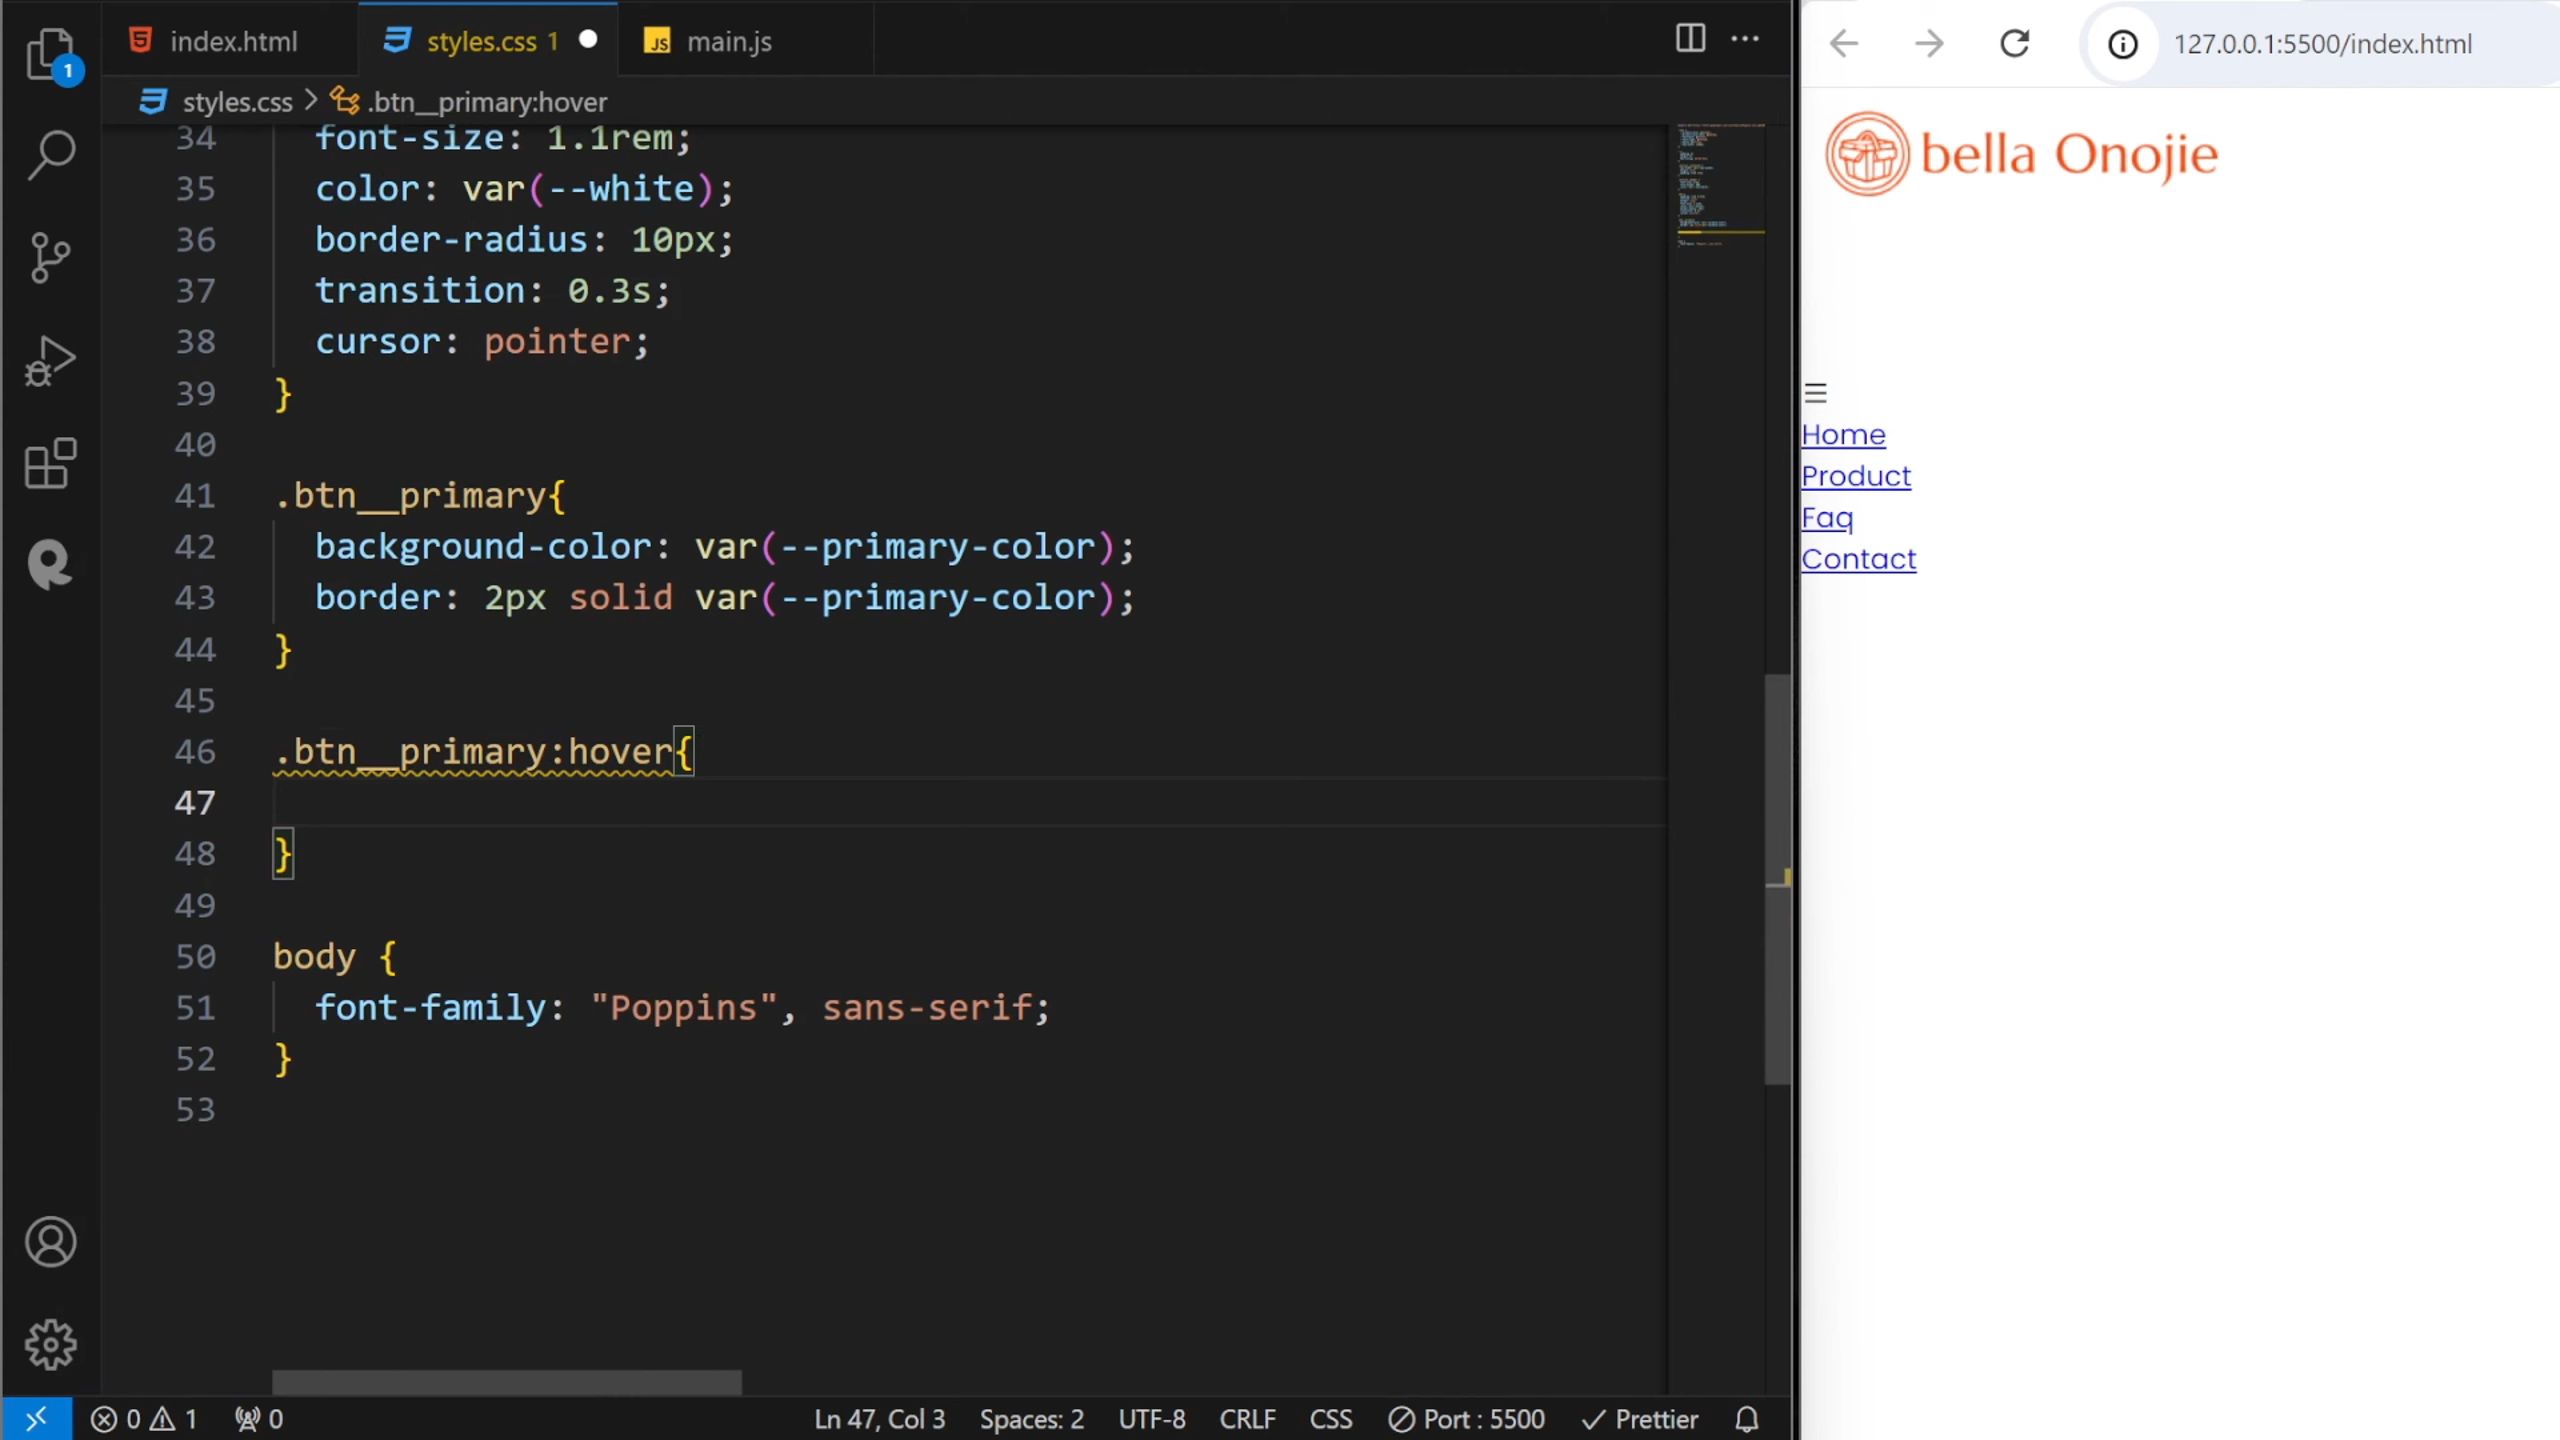 index.html
styles.css 1
JS main.js
127.0.0.1:5500/index.html
styles.css > .btn__primary:hover
1
bella Onojie
34 font-size: 1.1rem;
35 color: var(--white);
36 border-radius: 10px;
37 transition: 0.3s;
38 cursor: pointer;
39 }
40
41 .btn__primary{
42 background-color: var(--primary-color);
43 border: 2px solid var(--primary-color);
44 }
45
46 .btn__primary:hover{
47
48 }
49
50 body {
51 font-family: "Poppins", sans-serif;
52 }
53
Home
Product
Faq
Contact
0 1 0 Ln 47, Col 3 Spaces: 2 UTF-8 CRLF CSS Port : 5500 Prettier